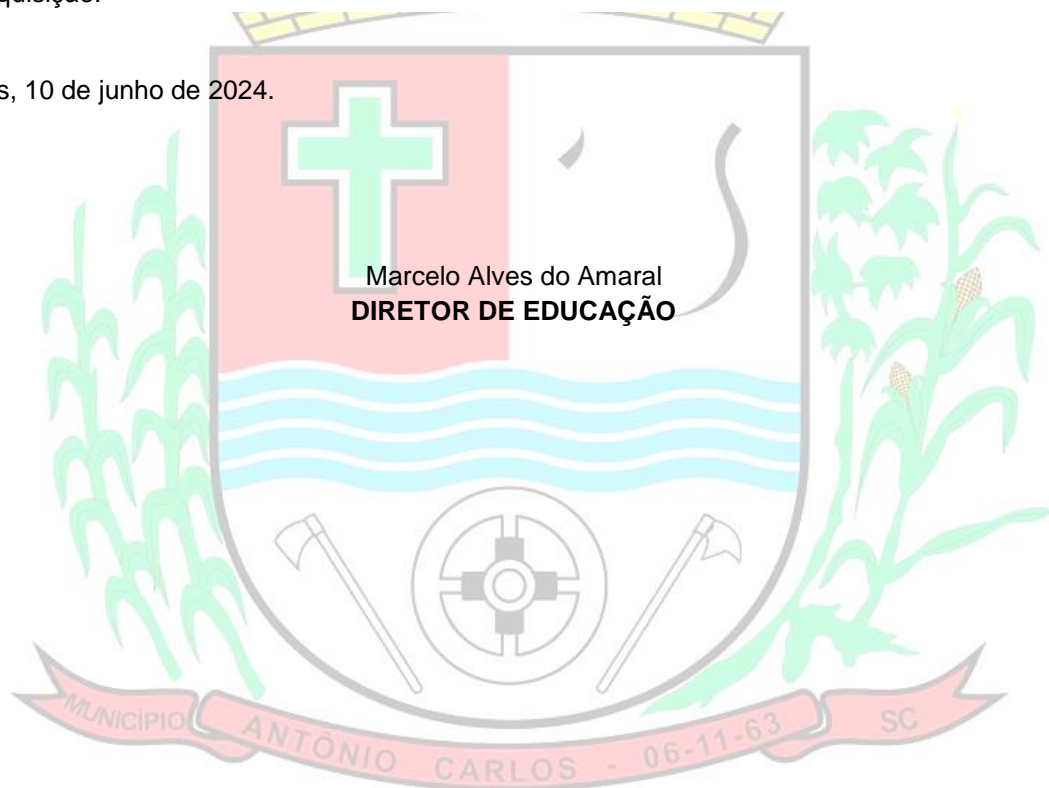 s, 10 de junho de 2024.
Marcelo Alves do Amaral
DIRETOR DE EDUCAÇÃO
MUNICÍPIO ANTÔNIO CARLOS - 06-11-63 SC